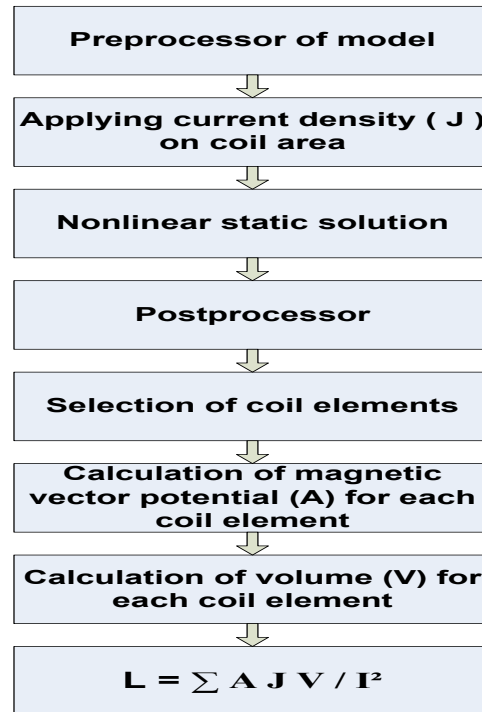 Preprocessor of model
Applying current density ( J )
on coil area
Nonlinear static solution
Postprocessor
Selection of coil elements
Calculation of magnetic
vector potential (A) for each
coil element
Calculation of volume (V) for
each coil element
L = ∑ A J V / I²